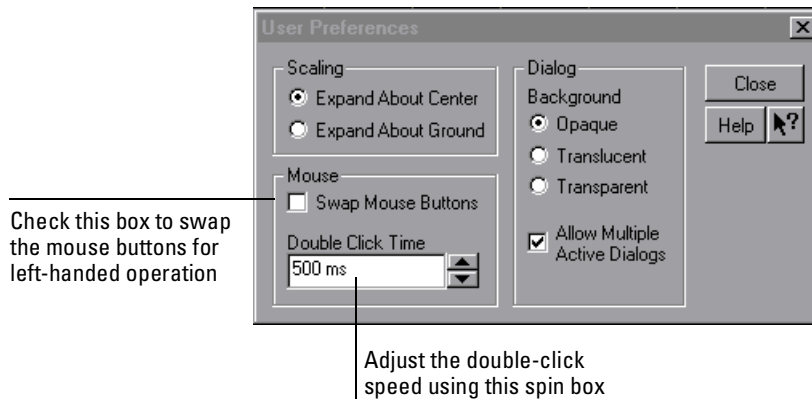 User Preferences
Scaling
Expand About Center
Expand About Ground
Mouse
Swap Mouse Buttons
Double Click Time
500 ms
Dialog
Background
Opaque
Translucent
Transparent
Allow Multiple
Active Dialogs
Close
Help ?
Check this box to swap
the mouse buttons for
left-handed operation
Adjust the double-click
speed using this spin box